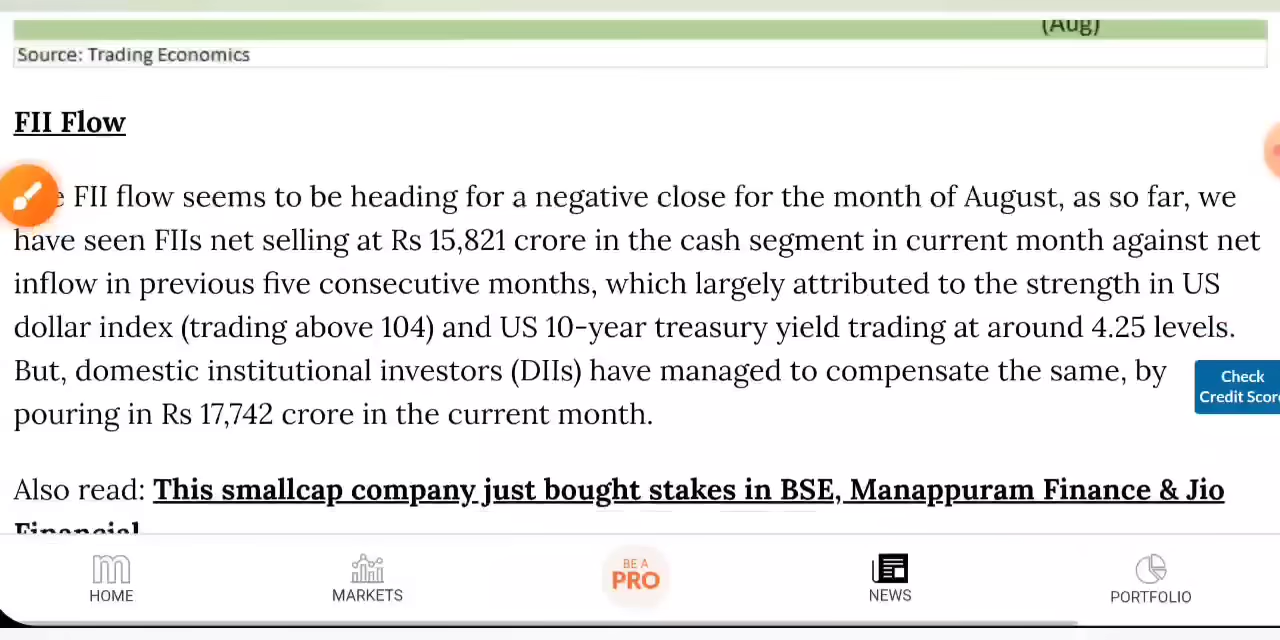 (Aug)
Source: Trading Economics
FII Flow
FII flow seems to be heading for a negative close for the month of August, as so far, we
have seen FIIs net selling at Rs 15,821 crore in the cash segment in current month against net
inflow in previous five consecutive months, which largely attributed to the strength in US
dollar index (trading above 104) and US 10-year treasury yield trading at around 4.25 levels.
But, domestic institutional investors (DIIs) have managed to compensate the same, by
pouring in Rs 17,742 crore in the current month.
Check
Credit Score
Also read: This smallcap company just bought stakes in BSE, Manappuram Finance & Jio
Financial
HOME
MARKETS
BE A
PRO
NEWS
PORTFOLIO